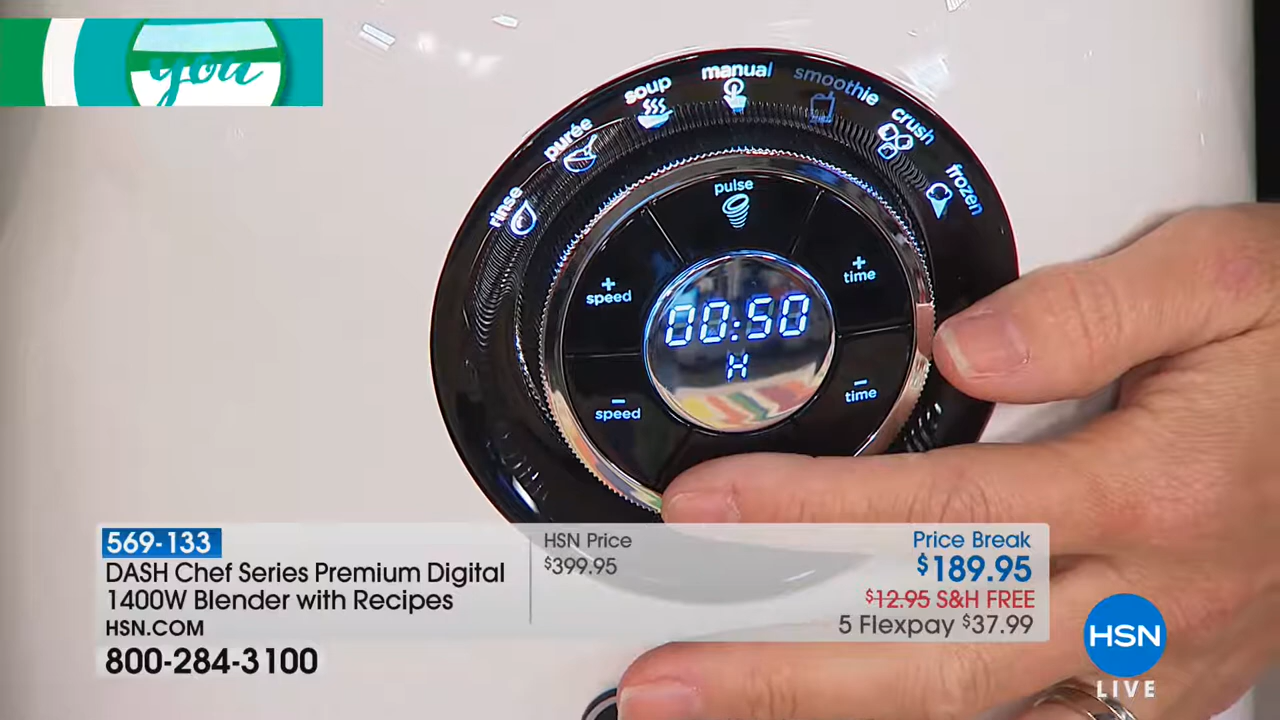 you
rinse
purée
soup
manual
smoothie
crush
frozen
pulse
+
speed
+
time
00:50
H
−
speed
−
time
569-133
DASH Chef Series Premium Digital
1400W Blender with Recipes
HSN.COM
800-284-3100
HSN Price
$399.95
Price Break
$189.95
$12.95 S&H FREE
5 Flexpay $37.99
HSN
LIVE